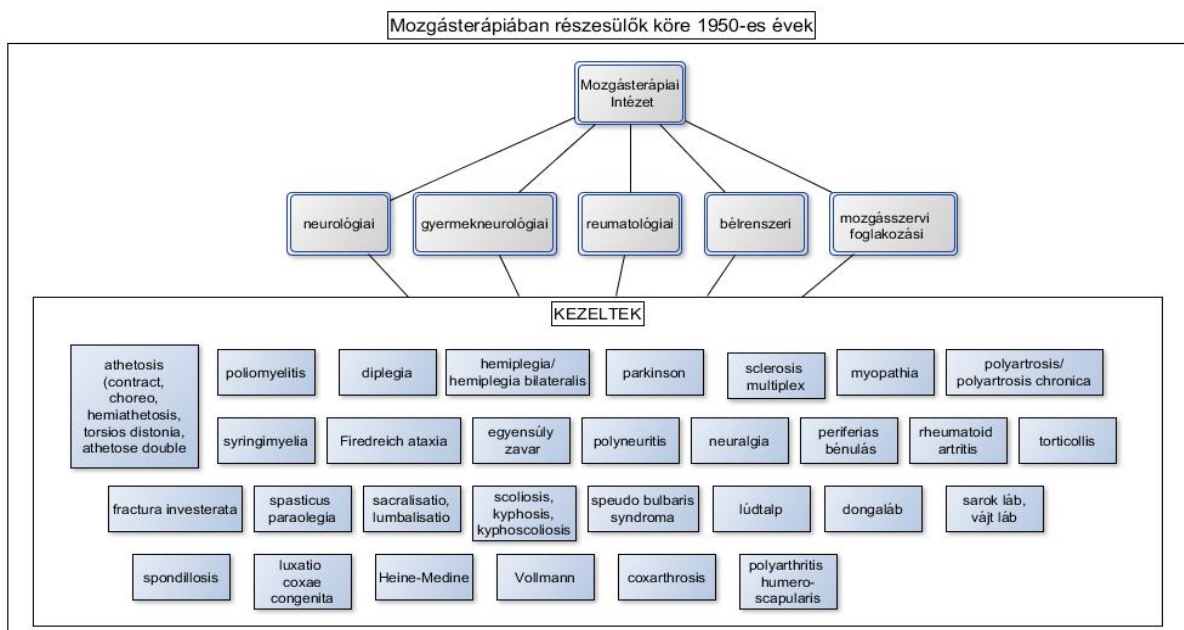 Mozgásterápiában részesülők köre 1950-es évek
Mozgásterápiai
Intézet
neurológiai
gyermekneurológiai
reumatológiai
bélrenszeri
mozgásszervi
foglakozási
KEZELTEK
athetosis
(contract,
choreo,
hemiathetosis,
torsios distonia,
athetose double
poliomyelitis
diplegia
hemiplegia/
hemiplegia bilateralis
parkinson
sclerosis
multiplex
myopathia
polyartrosis/
polyartrosis chronica
syringimyelia
Firedreich ataxia
egyensúly
zavar
polyneuritis
neuralgia
periferias
bénulás
rheumatoid
artritis
torticollis
fractura investerata
spasticus
paraolegia
sacralisatio,
lumbalisatio
scoliosis,
kyphosis,
kyphoscoliosis
speudo bulbaris
syndroma
lúdtalp
dongaláb
sarok láb,
vájt láb
spondillosis
luxatio
coxae
congenita
Heine-Medine
Vollmann
coxarthrosis
polyarthritis
humero-
scapularis